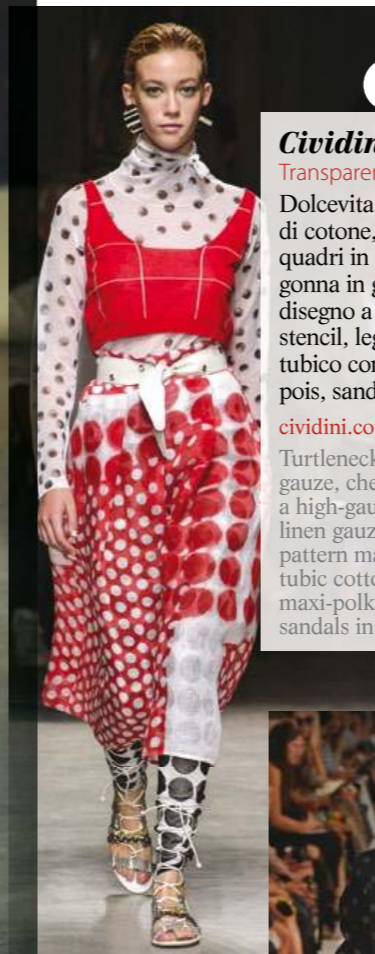 Cividin
Transparen
Dolcevita
di cotone,
quadri in
gonna in g
disegno a
stencil, leg
tubico con
pois, sand
cividini.co
Turtleneck
gauze, che
a high-gau
linen gauz
pattern ma
tubic cotto
maxi-polk
sandals in